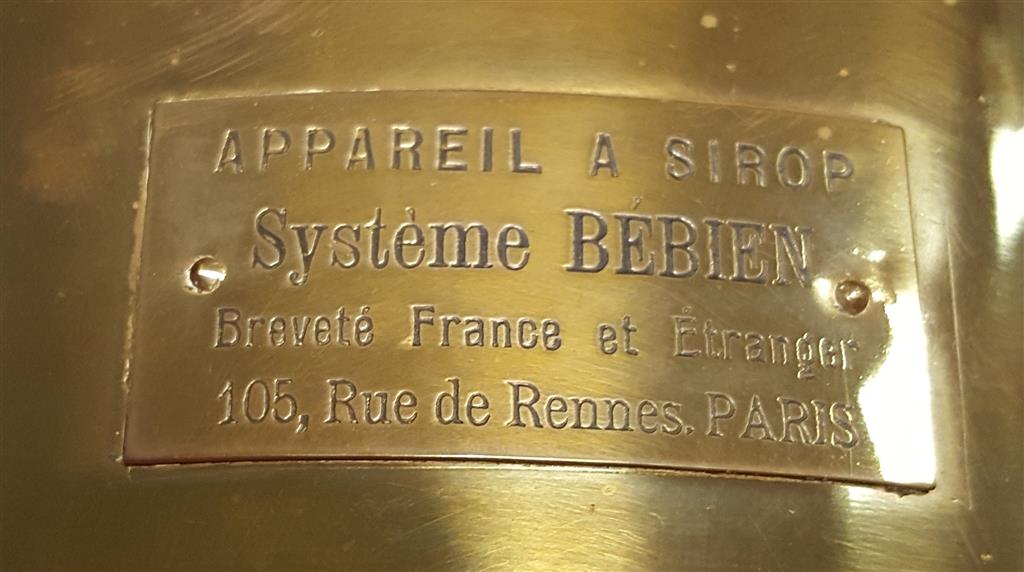 APPAREIL A SIROP
Système BÉBIEN
Breveté France et Étranger
105, Rue de Rennes. PARIS